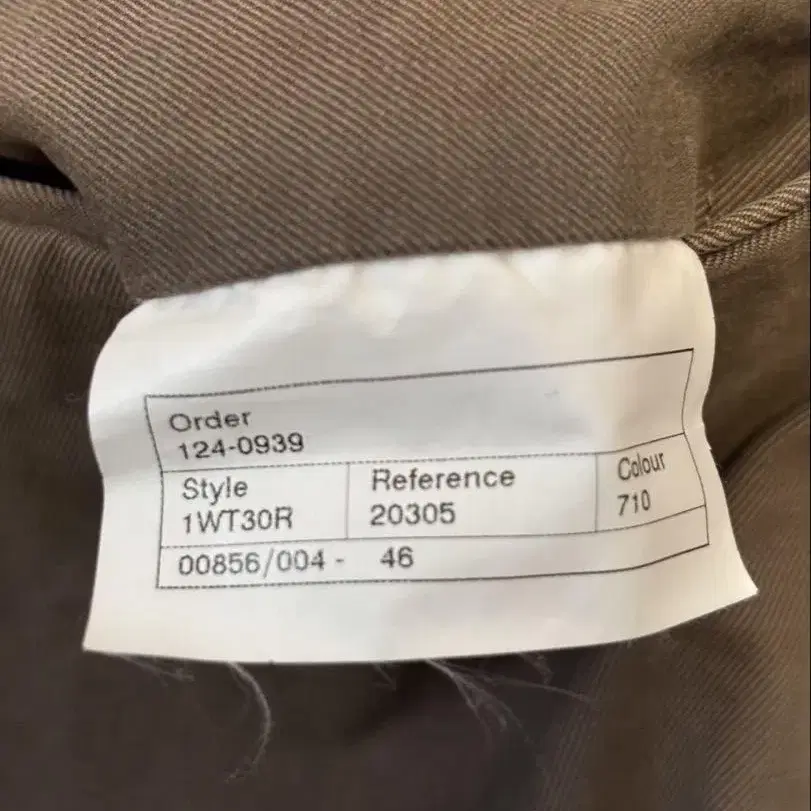 Order
124-0939
Style Reference Colour
1WT30R 20305 710
00856/004 - 46